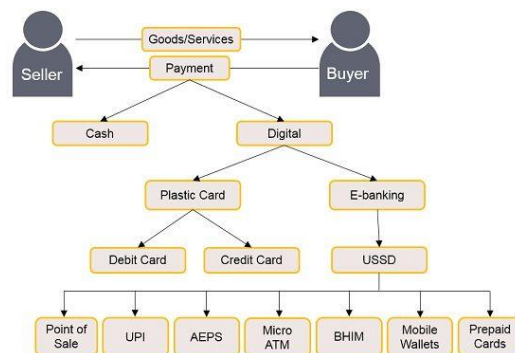 Goods/Services
Seller
Payment
Buyer
Cash
Digital
Plastic Card
E-banking
Debit Card
Credit Card
USSD
Point of
Sale
UPI
AEPS
Micro
ATM
BHIM
Mobile
Wallets
Prepaid
Cards